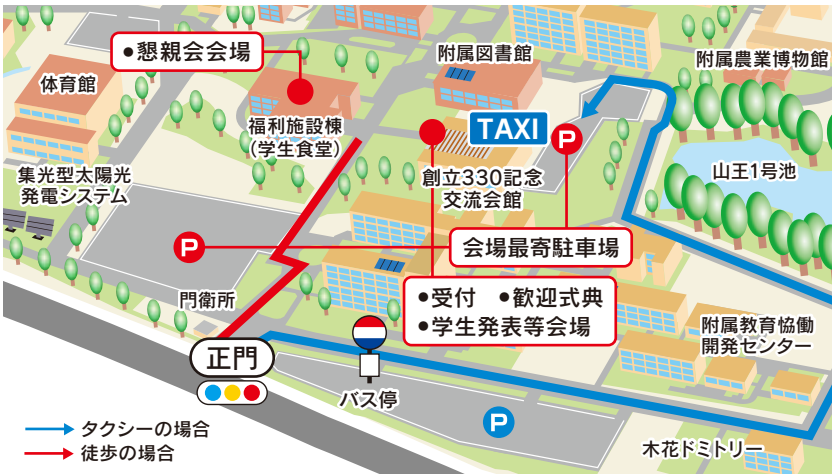 ●懇親会会場
附属図書館
附属農業博物館
体育館
福利施設棟
（学生食堂）
TAXI
P
集光型太陽光
発電システム
創立330記念
交流会館
山王1号池
P
会場最寄駐車場
●受付 ●歓迎式典
●学生発表等会場
門衛所
正門
附属教育協働
開発センター
バス停
P
木花ドミトリー
タクシーの場合
徒歩の場合